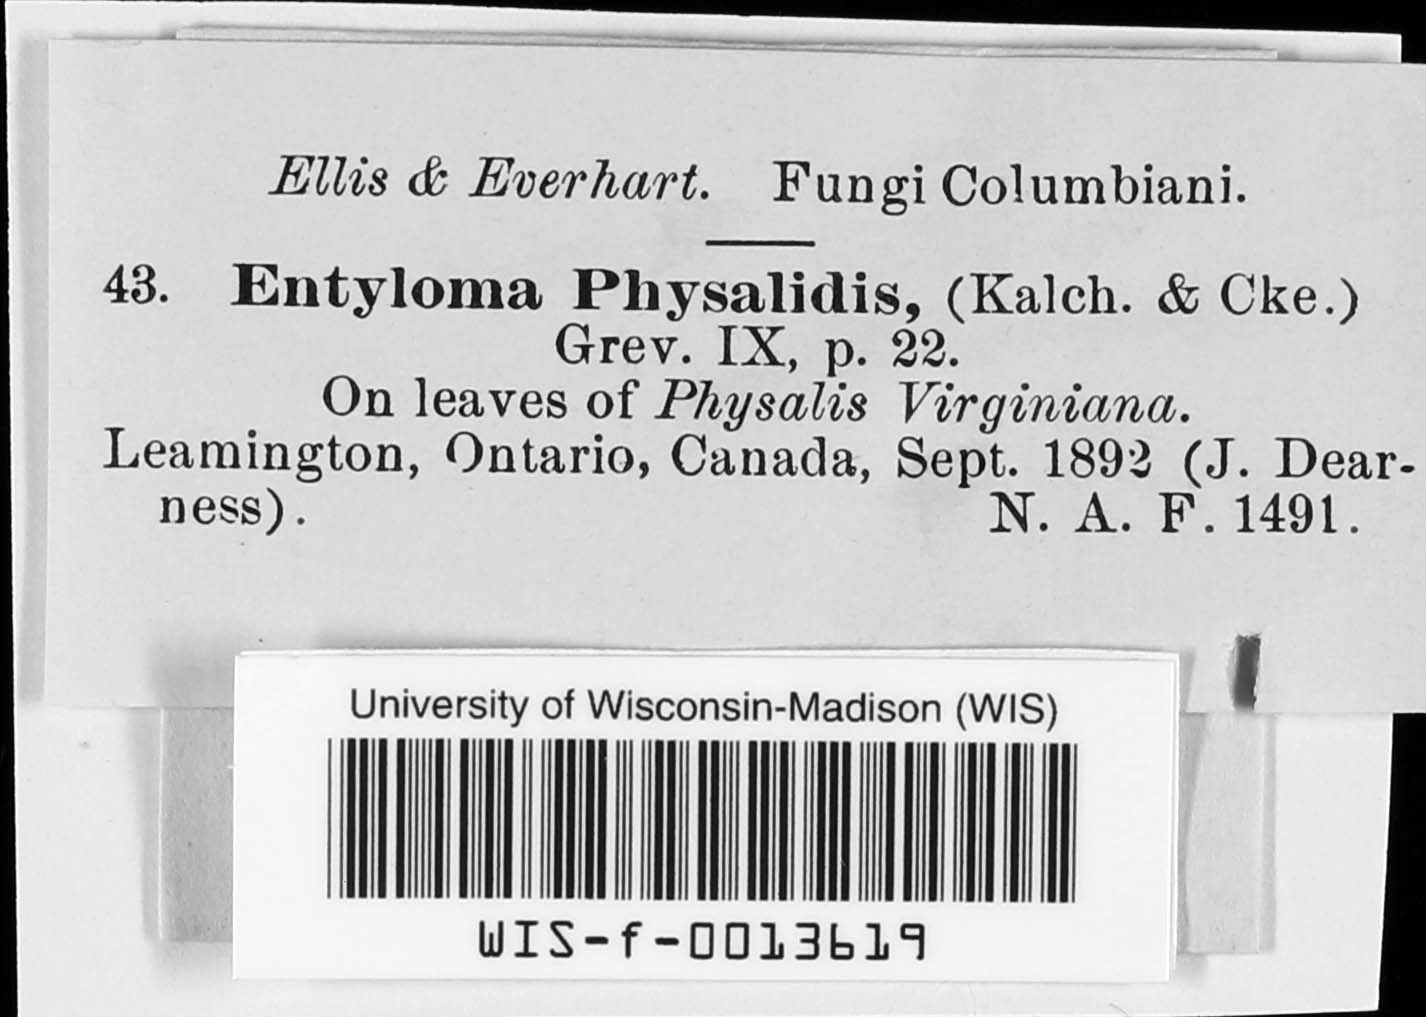 Ellis & Everhart. Fungi Columbiani.
43. Entyloma Physalidis, (Kalch. & Cke.)
Grev. IX, p. 22.
On leaves of Physalis Virginiana.
Leamington, Ontario, Canada, Sept. 1892 (J. Dear-
ness). N. A. F. 1491.
University of Wisconsin-Madison (WIS)
WIS-f-0013619